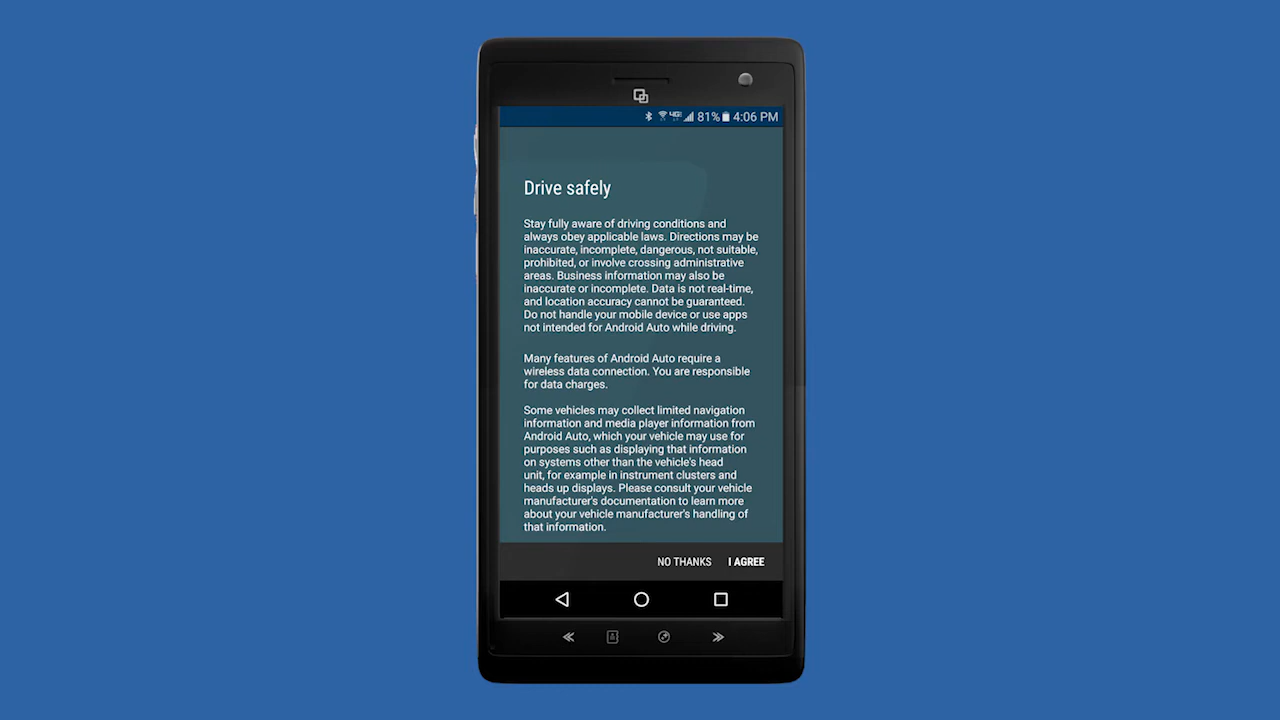 4G 81% 4:06 PM
Drive safely
Stay fully aware of driving conditions and
always obey applicable laws. Directions may be
inaccurate, incomplete, dangerous, not suitable,
prohibited, or involve crossing administrative
areas. Business information may also be
inaccurate or incomplete. Data is not real-time,
and location accuracy cannot be guaranteed.
Do not handle your mobile device or use apps
not intended for Android Auto while driving.
Many features of Android Auto require a
wireless data connection. You are responsible
for data charges.
Some vehicles may collect limited navigation
information and media player information from
Android Auto, which your vehicle may use for
purposes such as displaying that information
on systems other than the vehicle's head
unit, for example in instrument clusters and
heads up displays. Please consult your vehicle
manufacturer's documentation to learn more
about your vehicle manufacturer's handling of
that information.
NO THANKS I AGREE